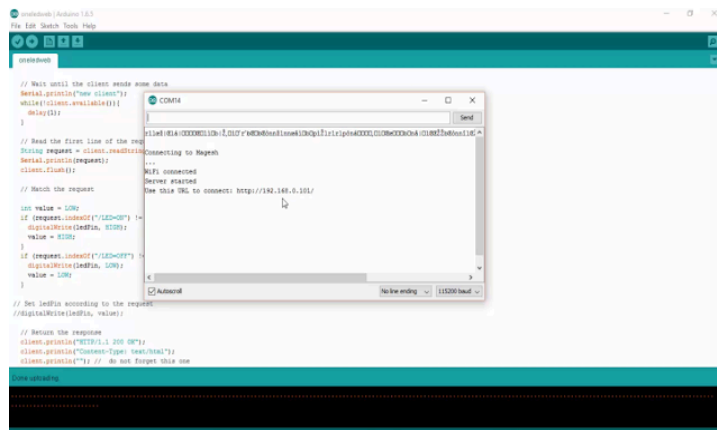 oneledweb | Arduino 1.6.5
File Edit Sketch Tools Help
oneledweb
// Wait until the client sends some data
Serial.println("new client");
while(!client.available()){
delay(1);
}
// Read the first line of the req
String request = client.readString
Serial.println(request);
client.flush();
// Match the request
int value = LOW;
if (request.indexOf("/LED=ON") !=
digitalWrite(ledPin, HIGH);
value = HIGH;
}
if (request.indexOf("/LED=OFF")
digitalWrite(ledPin, LOW);
value = LOW;
}
// Set ledPin according to the request
//digitalWrite(ledPin, value);
// Return the response
client.println("HTTP/1.1 200 OK");
client.println("Content-Type: text/html");
client.println(""); // do not forget this one
COM14
Send
Connecting to Magesh
...
WiFi connected
Server started
Use this URL to connect: http://192.168.0.101/
Autoscroll
No line ending
115200 baud
Done uploading